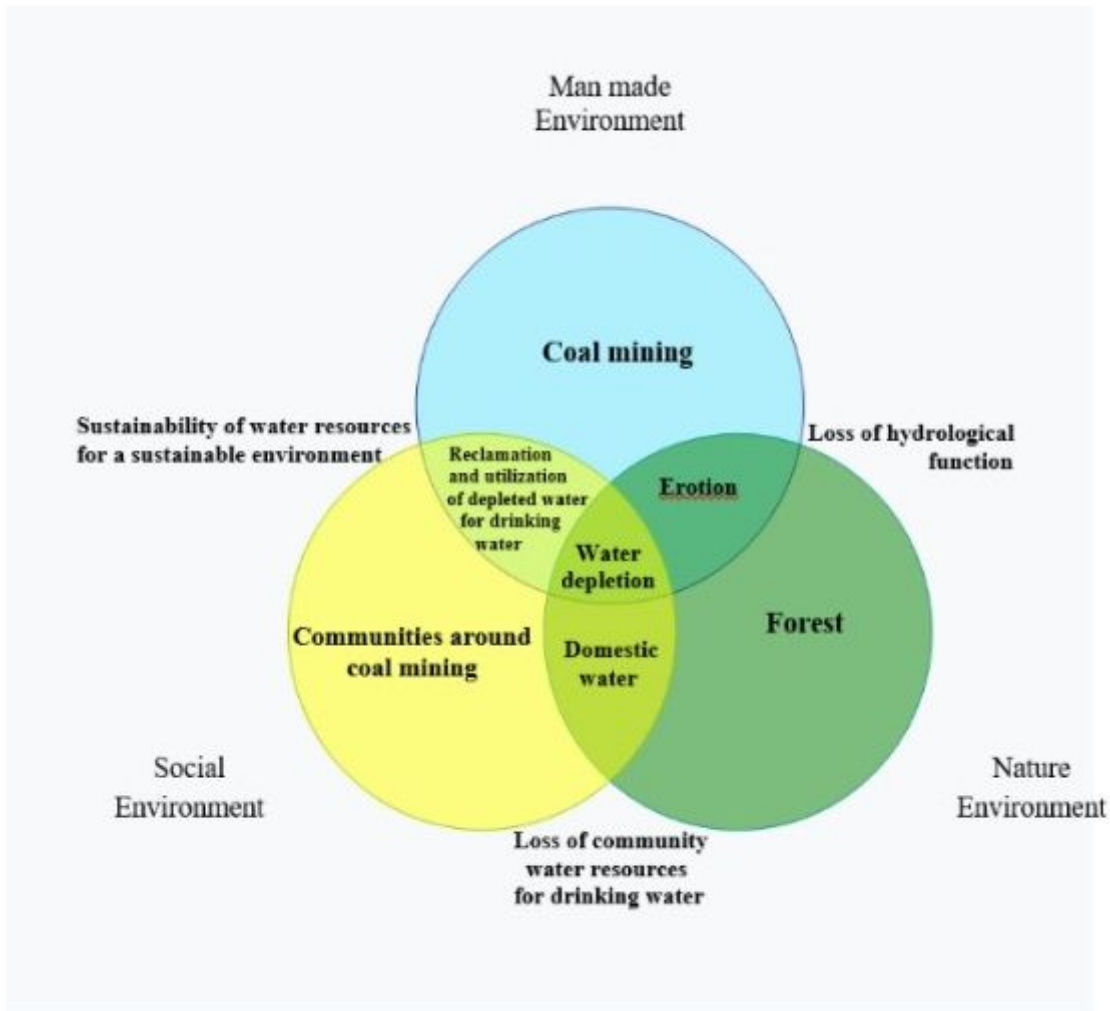 Man made
Environment
Coal mining
Sustainability of water resources
for a sustainable environment
Loss of hydrological
function
Reclamation
and utilization
of depleted water
for drinking
water
Erotion
Water
depletion
Communities around
coal mining
Domestic
water
Forest
Social
Environment
Nature
Environment
Loss of community
water resources
for drinking water